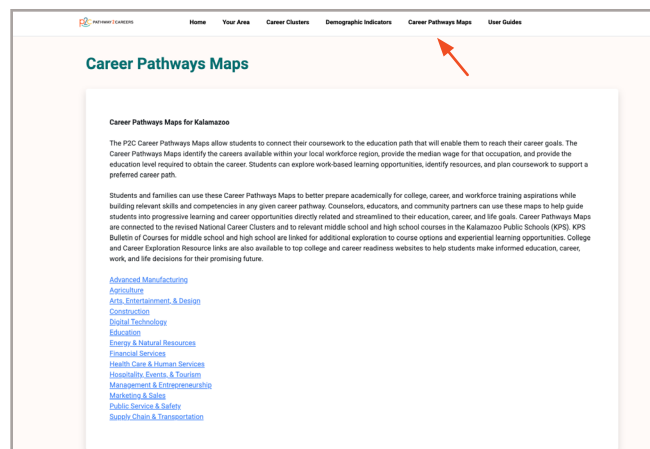 P2C PATHWAY | CAREERS
Home Your Area Career Clusters Demographic Indicators Career Pathways Maps User Guides
Career Pathways Maps
Career Pathways Maps for Kalamazoo
The P2C Career Pathways Maps allow students to connect their coursework to the education path that will enable them to reach their career goals. The
Career Pathways Maps identify the careers available within your local workforce region, provide the median wage for that occupation, and provide the
education level required to obtain the career. Students can explore work-based learning opportunities, identify resources, and plan coursework to support a
preferred career path.
Students and families can use these Career Pathways Maps to better prepare academically for college, career, and workforce training aspirations while
building relevant skills and competencies in any given career pathway. Counselors, educators, and community partners can use these maps to help guide
students into progressive learning and career opportunities directly related and streamlined to their education, career, and life goals. Career Pathways Maps
are connected to the revised National Career Clusters and to relevant middle school and high school courses in the Kalamazoo Public Schools (KPS). KPS
Bulletin of Courses for middle school and high school are linked for additional exploration to course options and experiential learning opportunities. College
and Career Exploration Resource links are also available to top college and career readiness websites to help students make informed education, career,
work, and life decisions for their promising future.
Advanced Manufacturing
Agriculture
Arts, Entertainment, & Design
Construction
Digital Technology
Education
Energy & Natural Resources
Financial Services
Health Care & Human Services
Hospitality, Events, & Tourism
Management & Entrepreneurship
Marketing & Sales
Public Service & Safety
Supply Chain & Transportation